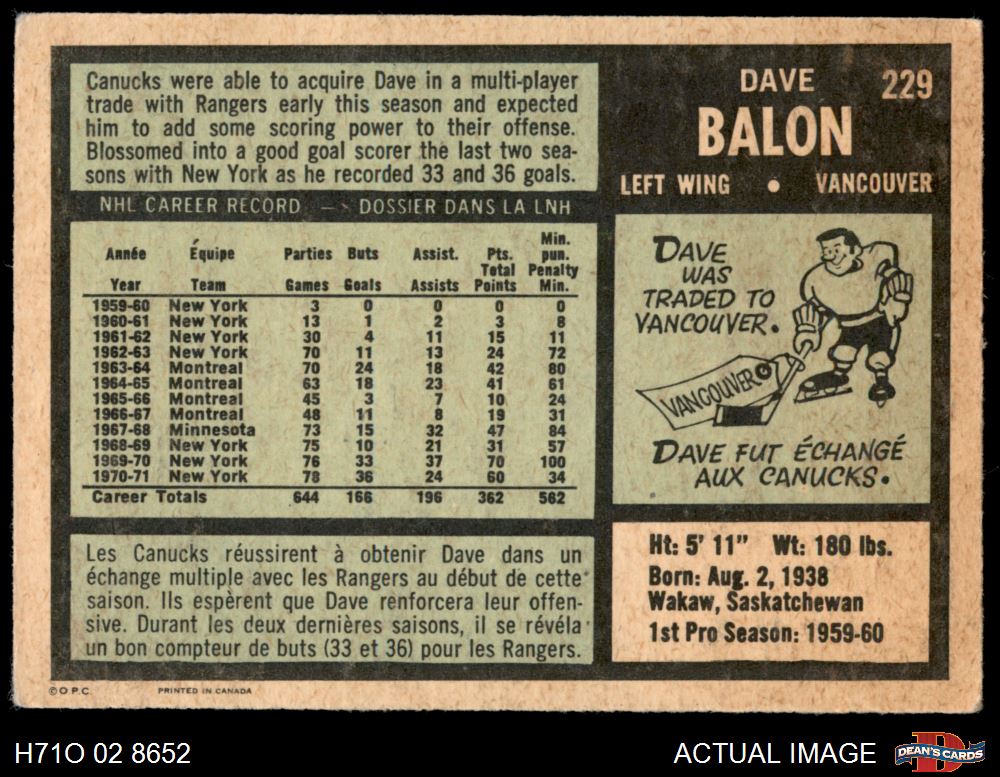 Canucks were able to acquire Dave in a multi-player
trade with Rangers early this season and expected
him to add some scoring power to their offense.
Blossomed into a good goal scorer the last two sea-
sons with New York as he recorded 33 and 36 goals.
DAVE 229
BALON
LEFT WING • VANCOUVER
NHL CAREER RECORD — DOSSIER DANS LA LNH
Année Équipe Parties Buts Assist. Pts. Min. pun.
Year Team Games Goals Assists Total Points Penalty Min.
1959-60 New York 3 0 0 0 0
1960-61 New York 13 1 2 3 8
1961-62 New York 30 4 11 15 11
1962-63 New York 70 11 13 24 72
1963-64 Montreal 70 24 18 42 80
1964-65 Montreal 63 18 23 41 61
1965-66 Montreal 45 3 7 10 24
1966-67 Montreal 48 11 8 19 31
1967-68 Minnesota 73 15 32 47 84
1968-69 New York 75 10 21 31 57
1969-70 New York 76 33 37 70 100
1970-71 New York 78 36 24 60 34
Career Totals 644 166 196 362 562
DAVE
WAS
TRADED TO
VANCOUVER.
VANCOUVER
DAVE FUT ÉCHANGÉ
AUX CANUCKS.
Les Canucks réussirent à obtenir Dave dans un
échange multiple avec les Rangers au début de cette
saison. Ils espèrent que Dave renforcera leur offen-
sive. Durant les deux dernières saisons, il se révéla
un bon compteur de buts (33 et 36) pour les Rangers.
Ht: 5' 11" Wt: 180 lbs.
Born: Aug. 2, 1938
Wakaw, Saskatchewan
1st Pro Season: 1959-60
© O.P.C. PRINTED IN CANADA
H71O 02 8652 ACTUAL IMAGE
D
DEAN'S CARDS